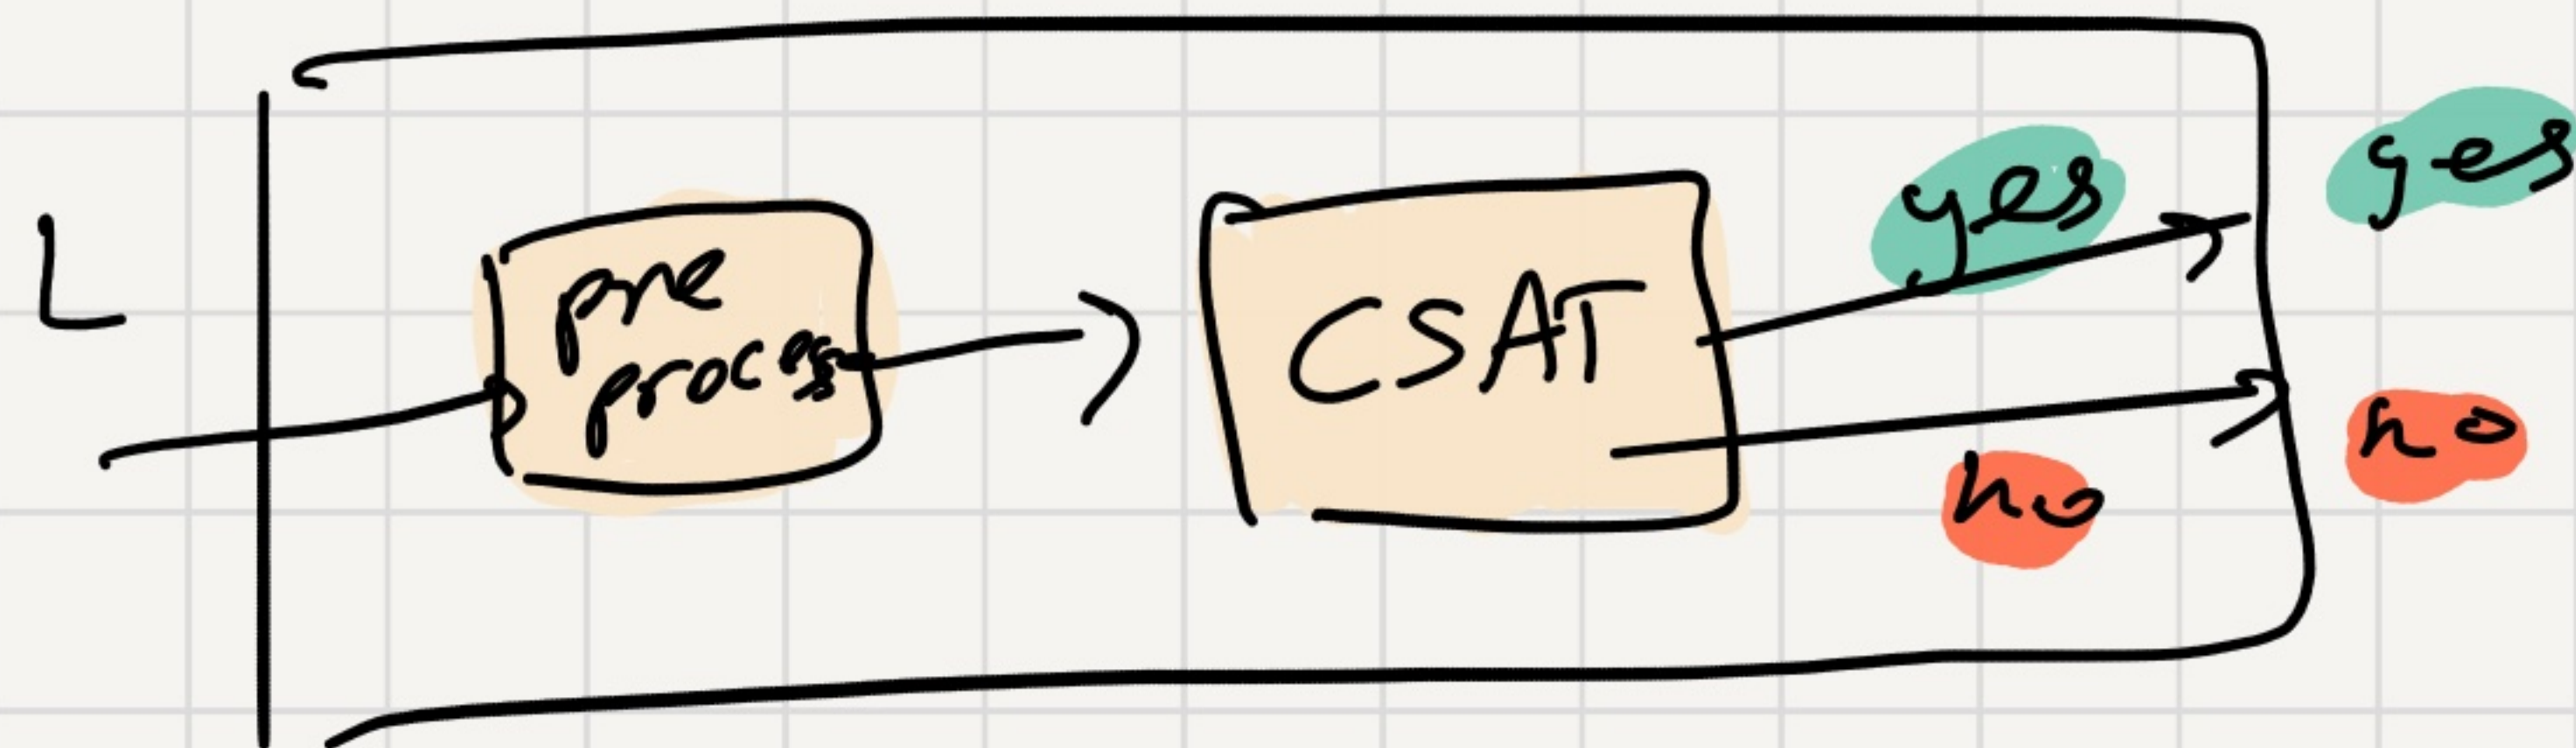 L
pre
process
CSAT
yes
no
yes
no